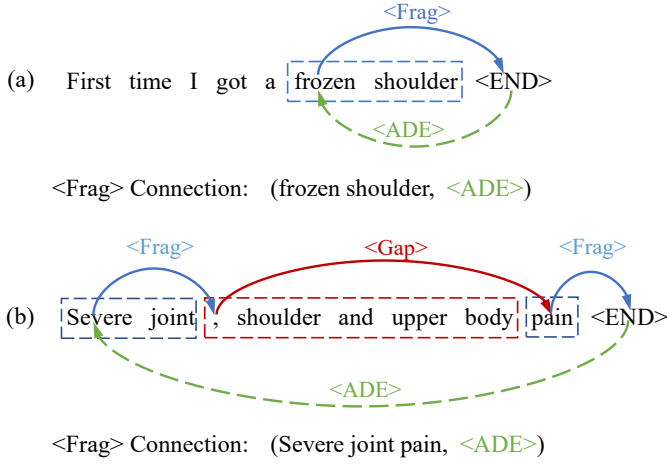 <Frag>
(a) First time I got a frozen shoulder <END>
<ADE>
<Frag> Connection: (frozen shoulder, <ADE>)
<Frag> <Gap> <Frag>
(b) Severe joint , shoulder and upper body pain <END>
<ADE>
<Frag> Connection: (Severe joint pain, <ADE>)